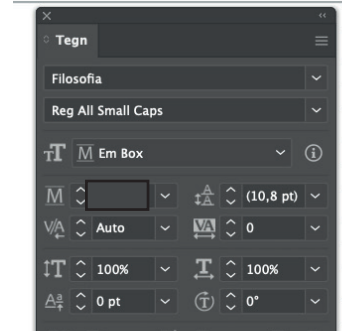 Tegn
Filosofia
Reg All Small Caps
Em Box
(10,8 pt)
Auto 0
100% 100%
0 pt 0°